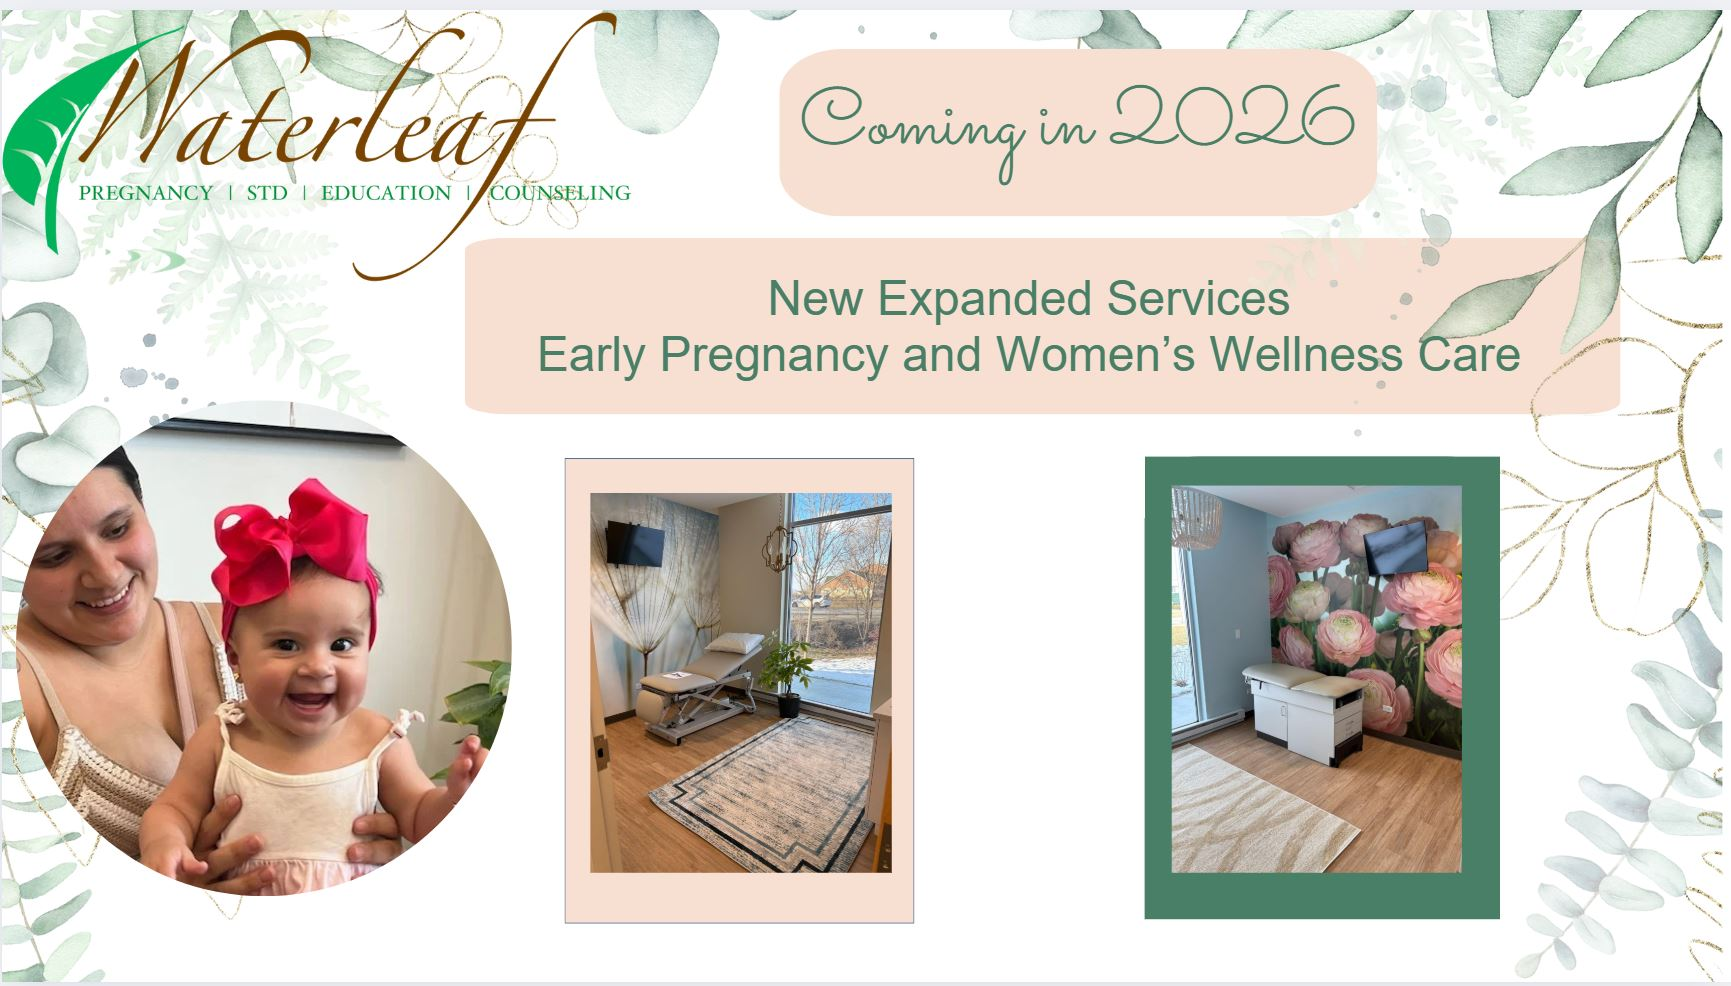 Waterleaf
PREGNANCY | STD | EDUCATION | COUNSELING
Coming in 2026
New Expanded Services
Early Pregnancy and Women’s Wellness Care